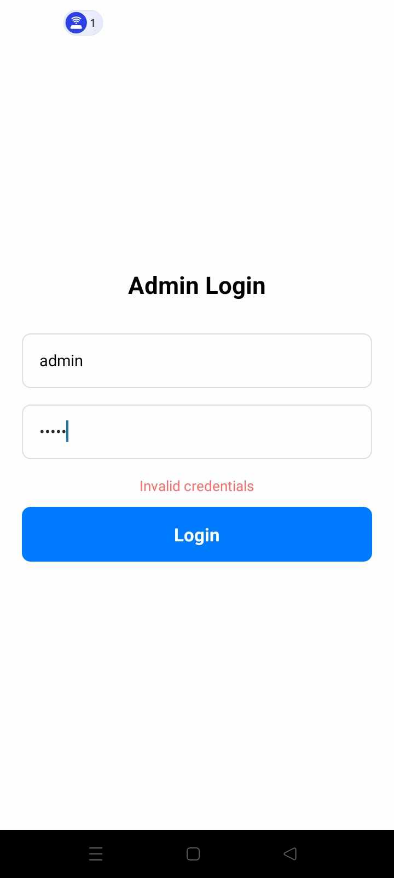 1
Admin Login
admin
•••••
Invalid credentials
Login